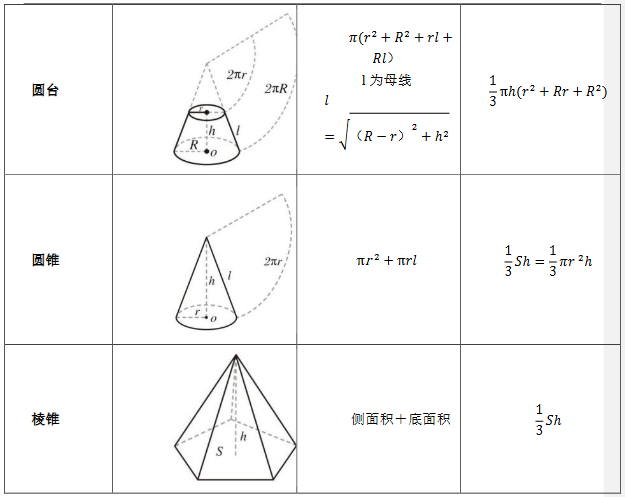 圆台
2πr
2πR
r
h
l
R
o
π(r²+R²+rl+
Rl）
l 为母线
l
=√(（R−r）²+h²)
1/3 πh(r²+Rr+R²)
圆锥
2πr
h
l
r
o
πr²+πrl
1/3 Sh=1/3 πr²h
棱锥
h
S
侧面积＋底面积
1/3 Sh